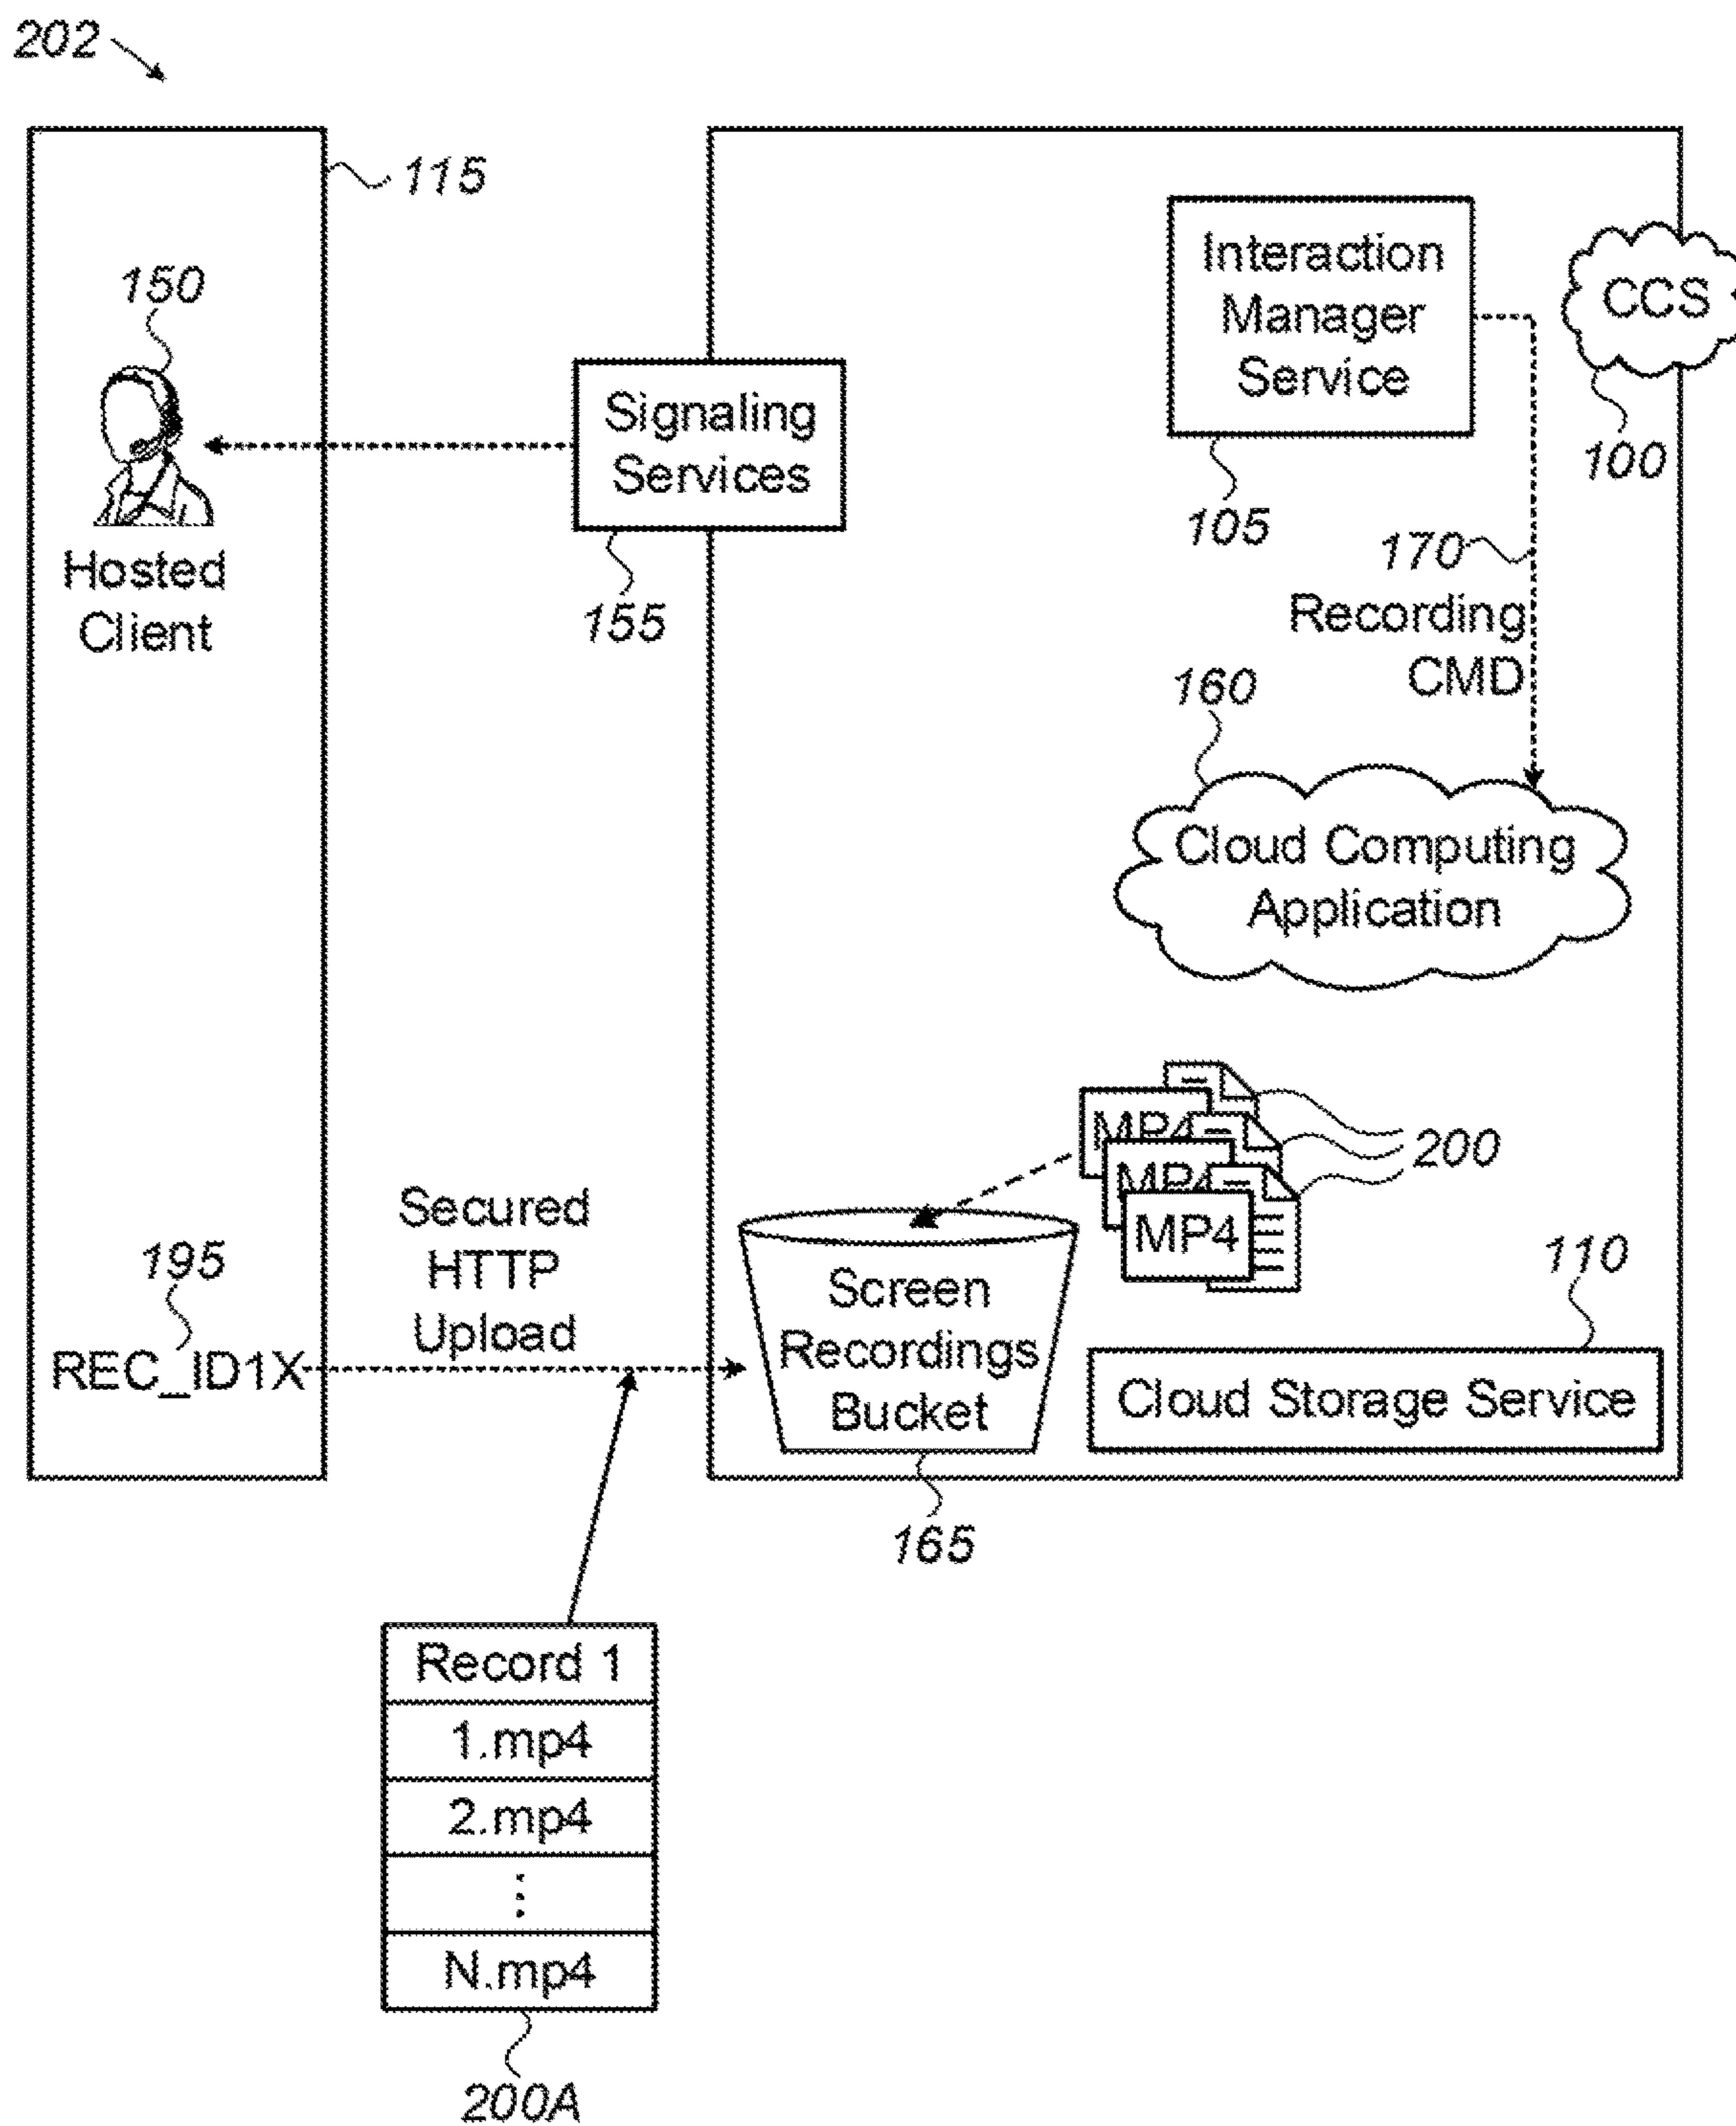 202
115
150
Hosted
Client
Signaling
Services
155
Interaction
Manager
Service
105
CCS
100
170
Recording
CMD
160
Cloud Computing
Application
MP4
MP4
MP4
200
195
REC_ID1X
Secured
HTTP
Upload
Screen
Recordings
Bucket
165
110
Cloud Storage Service
Record 1
1.mp4
2.mp4
⋮
N.mp4
200A